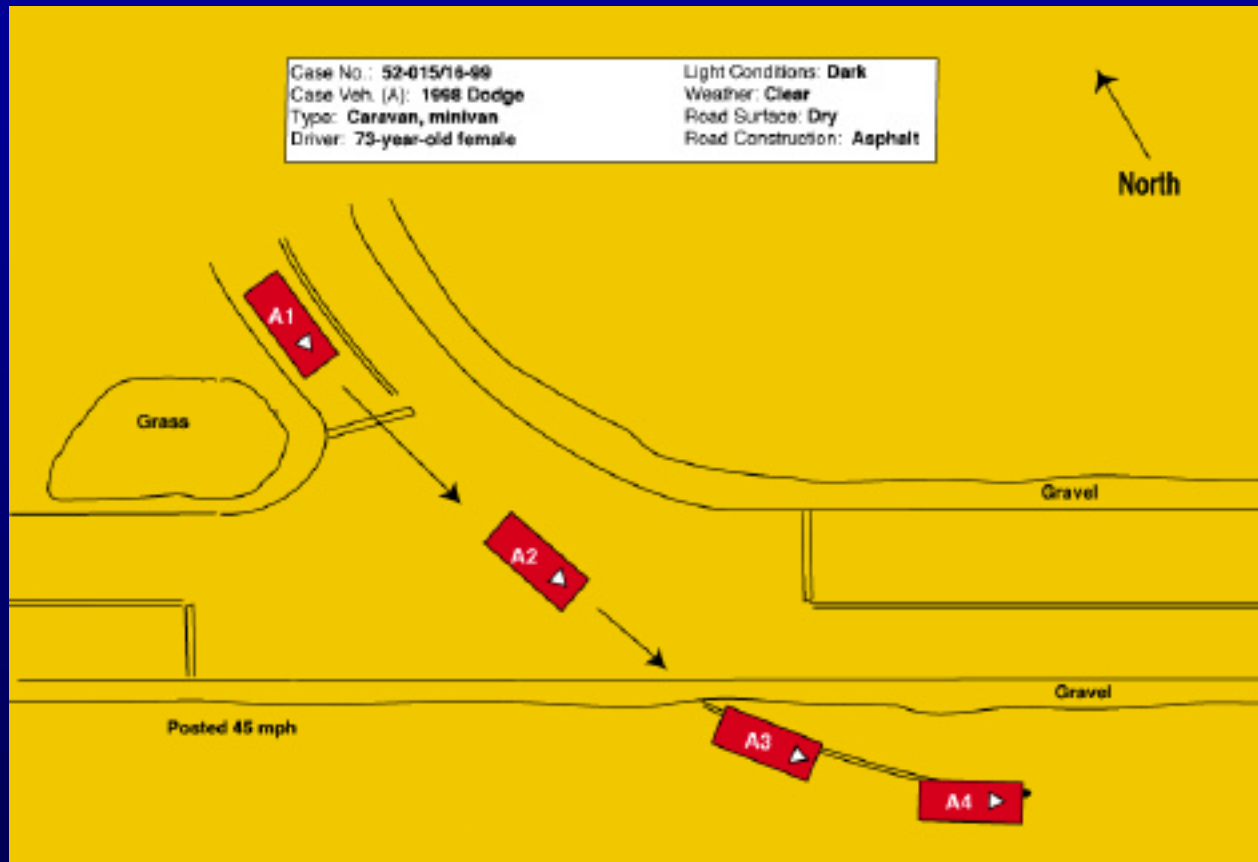 Case No.: 52-015/16-99
Case Veh. (A): 1998 Dodge
Type: Caravan, minivan
Driver: 73-year-old female
Light Conditions: Dark
Weather: Clear
Road Surface: Dry
Road Construction: Asphalt
North
A1
Grass
Gravel
A2
Gravel
Posted 45 mph
A3
A4